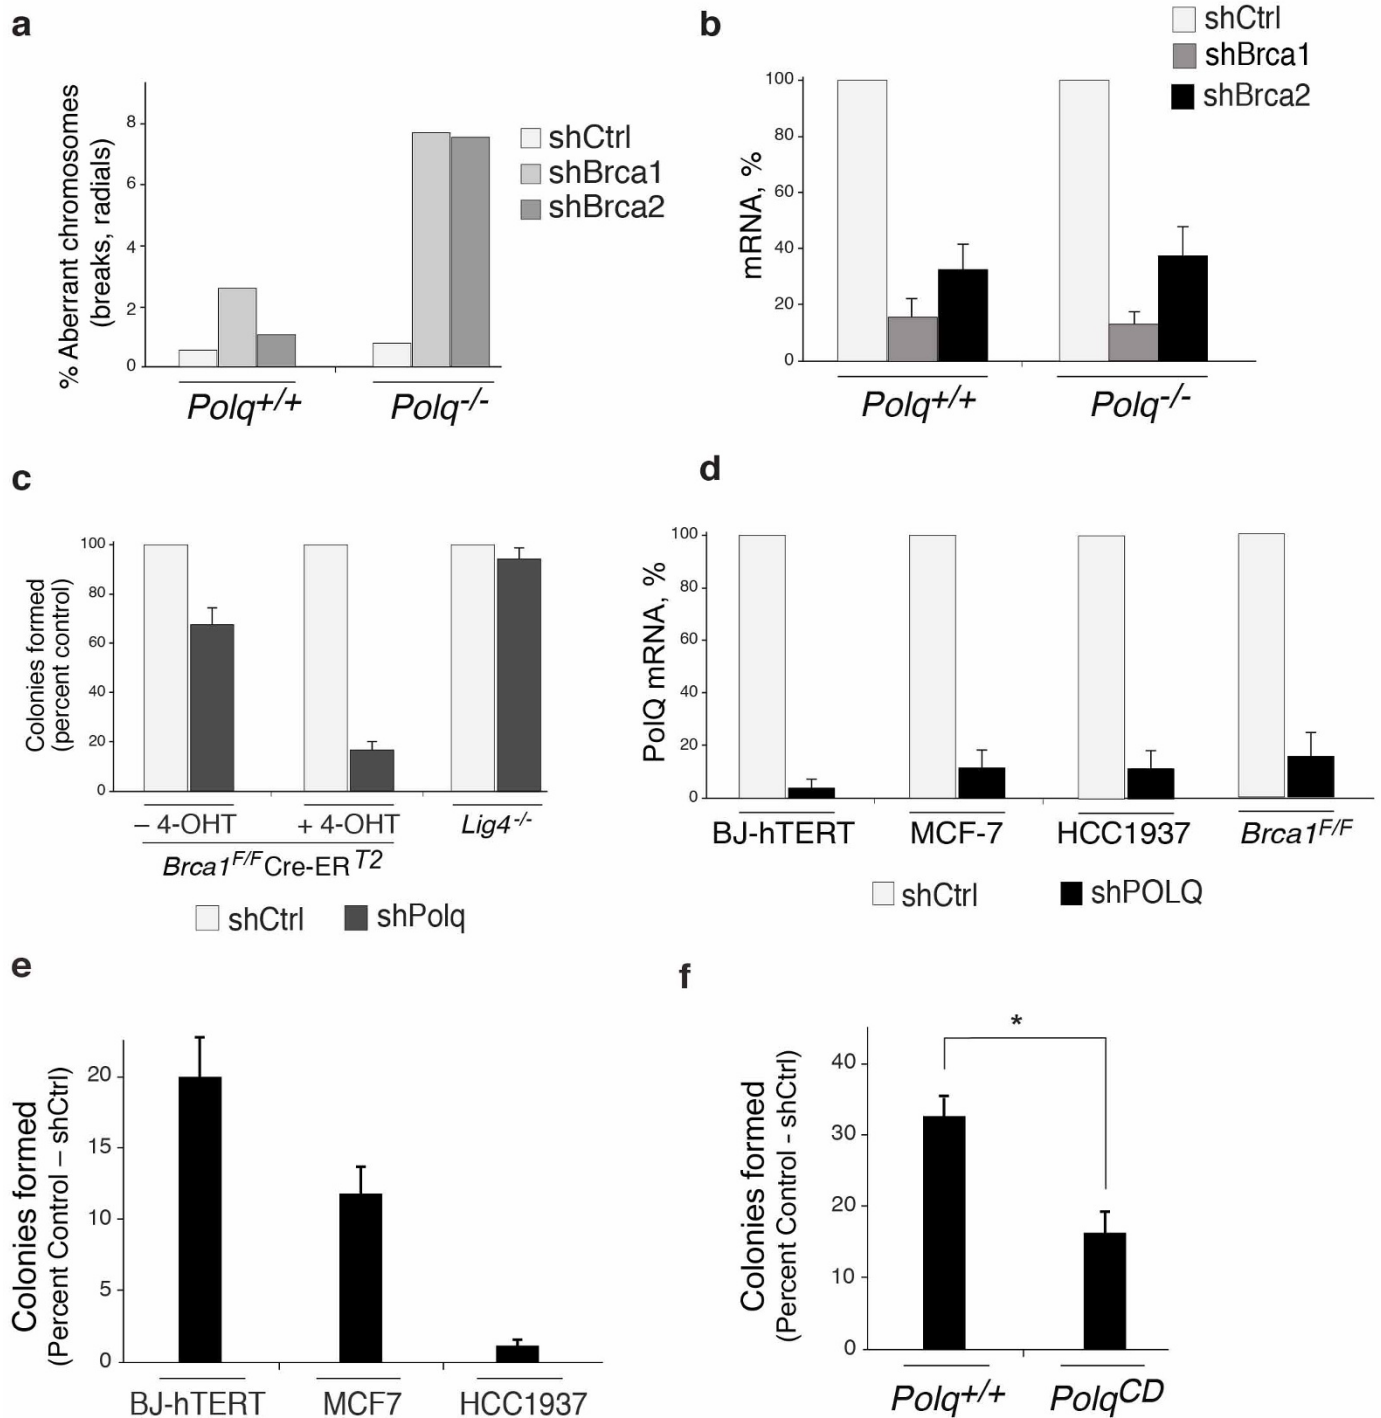 a
% Aberrant chromosomes
(breaks, radials)
8
6
4
2
0
shCtrl
shBrca1
shBrca2
Polq+/+
Polq-/-
b
shCtrl
shBrca1
shBrca2
mRNA, %
100
80
60
40
20
0
Polq+/+
Polq-/-
c
Colonies formed
(percent control)
100
80
60
40
20
0
– 4-OHT
+ 4-OHT
Lig4-/-
Brca1F/F Cre-ERT2
shCtrl
shPolq
d
PolQ mRNA, %
100
80
60
40
20
0
BJ-hTERT
MCF-7
HCC1937
Brca1F/F
shCtrl
shPOLQ
e
Colonies formed
(Percent Control – shCtrl)
20
15
10
5
0
BJ-hTERT
MCF7
HCC1937
f
Colonies formed
(Percent Control - shCtrl)
40
30
20
10
0
*
Polq+/+
PolqCD